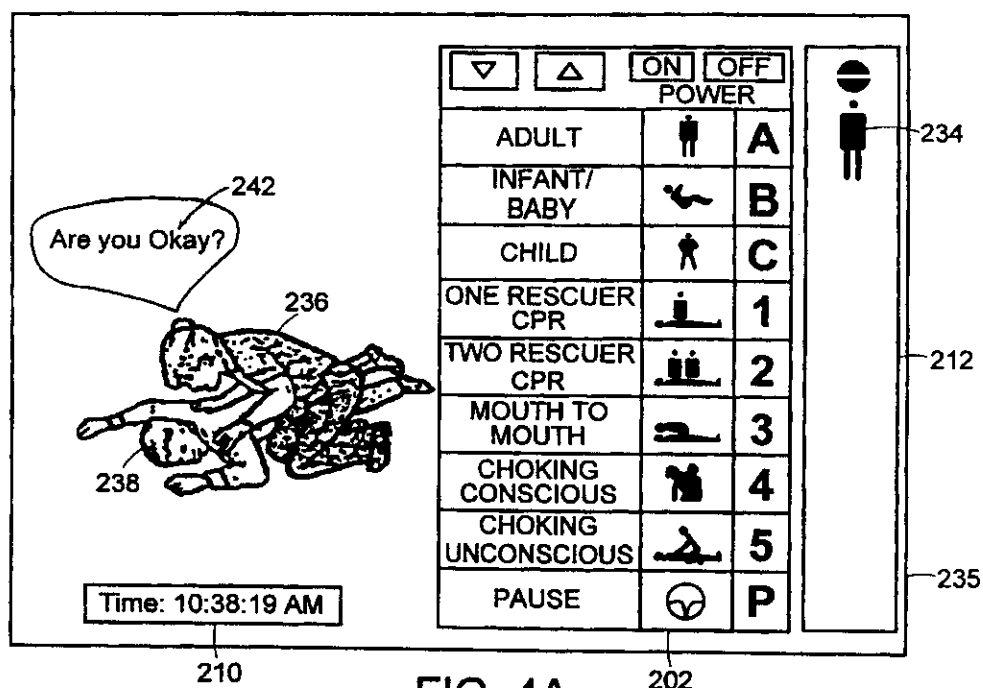 ON OFF
POWER
ADULT A
234
INFANT/
BABY B
242
Are you Okay?
CHILD C
236
ONE RESCUER
CPR 1
TWO RESCUER
CPR 2
212
MOUTH TO
MOUTH 3
238
CHOKING
CONSCIOUS 4
CHOKING
UNCONSCIOUS 5
235
Time: 10:38:19 AM
PAUSE P
210
202
FIG. 4A